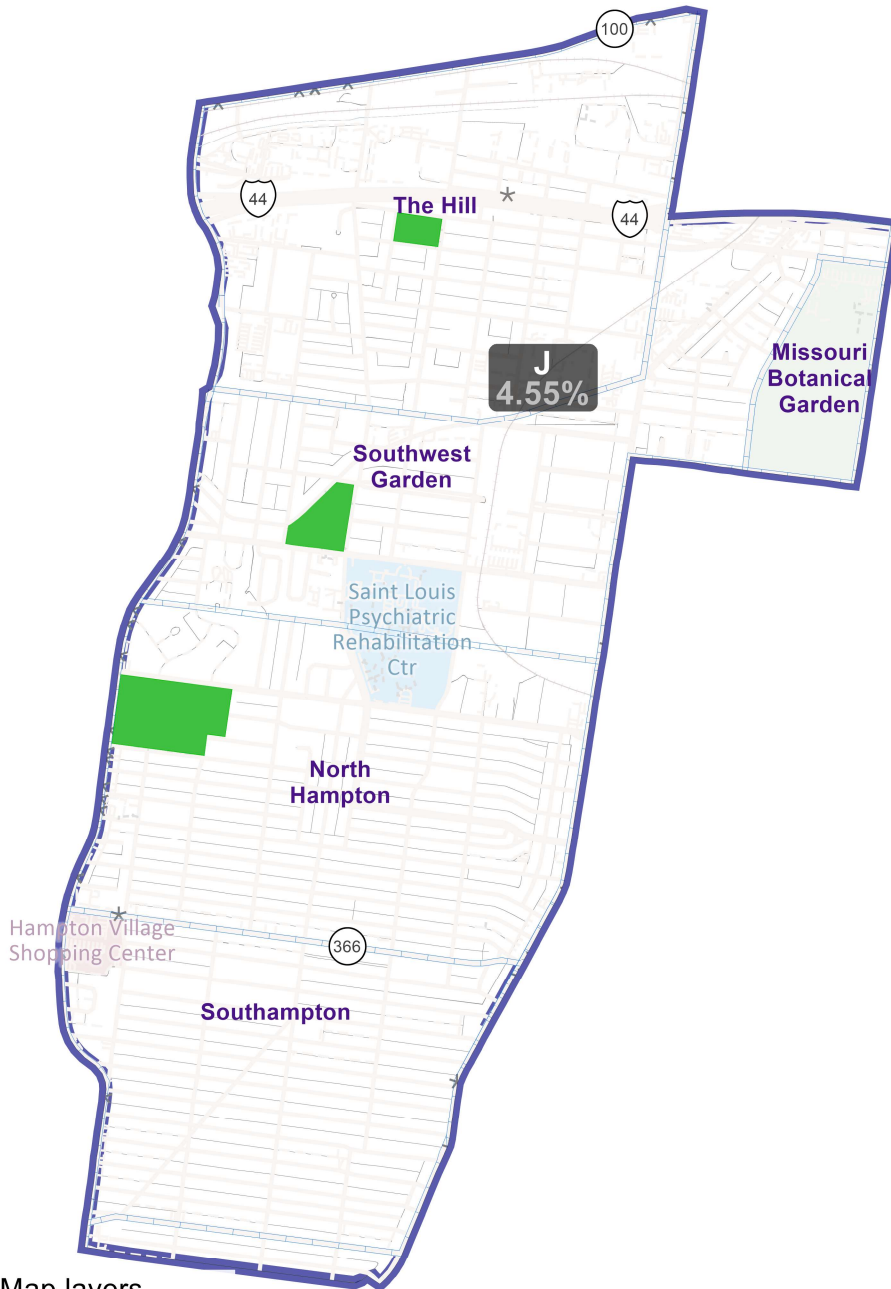 100
44
The Hill
44
J
4.55%
Missouri
Botanical
Garden
Southwest
Garden
Saint Louis
Psychiatric
Rehabilitation
Ctr
North
Hampton
Hampton Village
Shopping Center
366
Southampton
Map layers